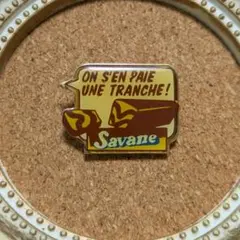 ON S'EN PAIE
UNE TRANCHE!
Savane